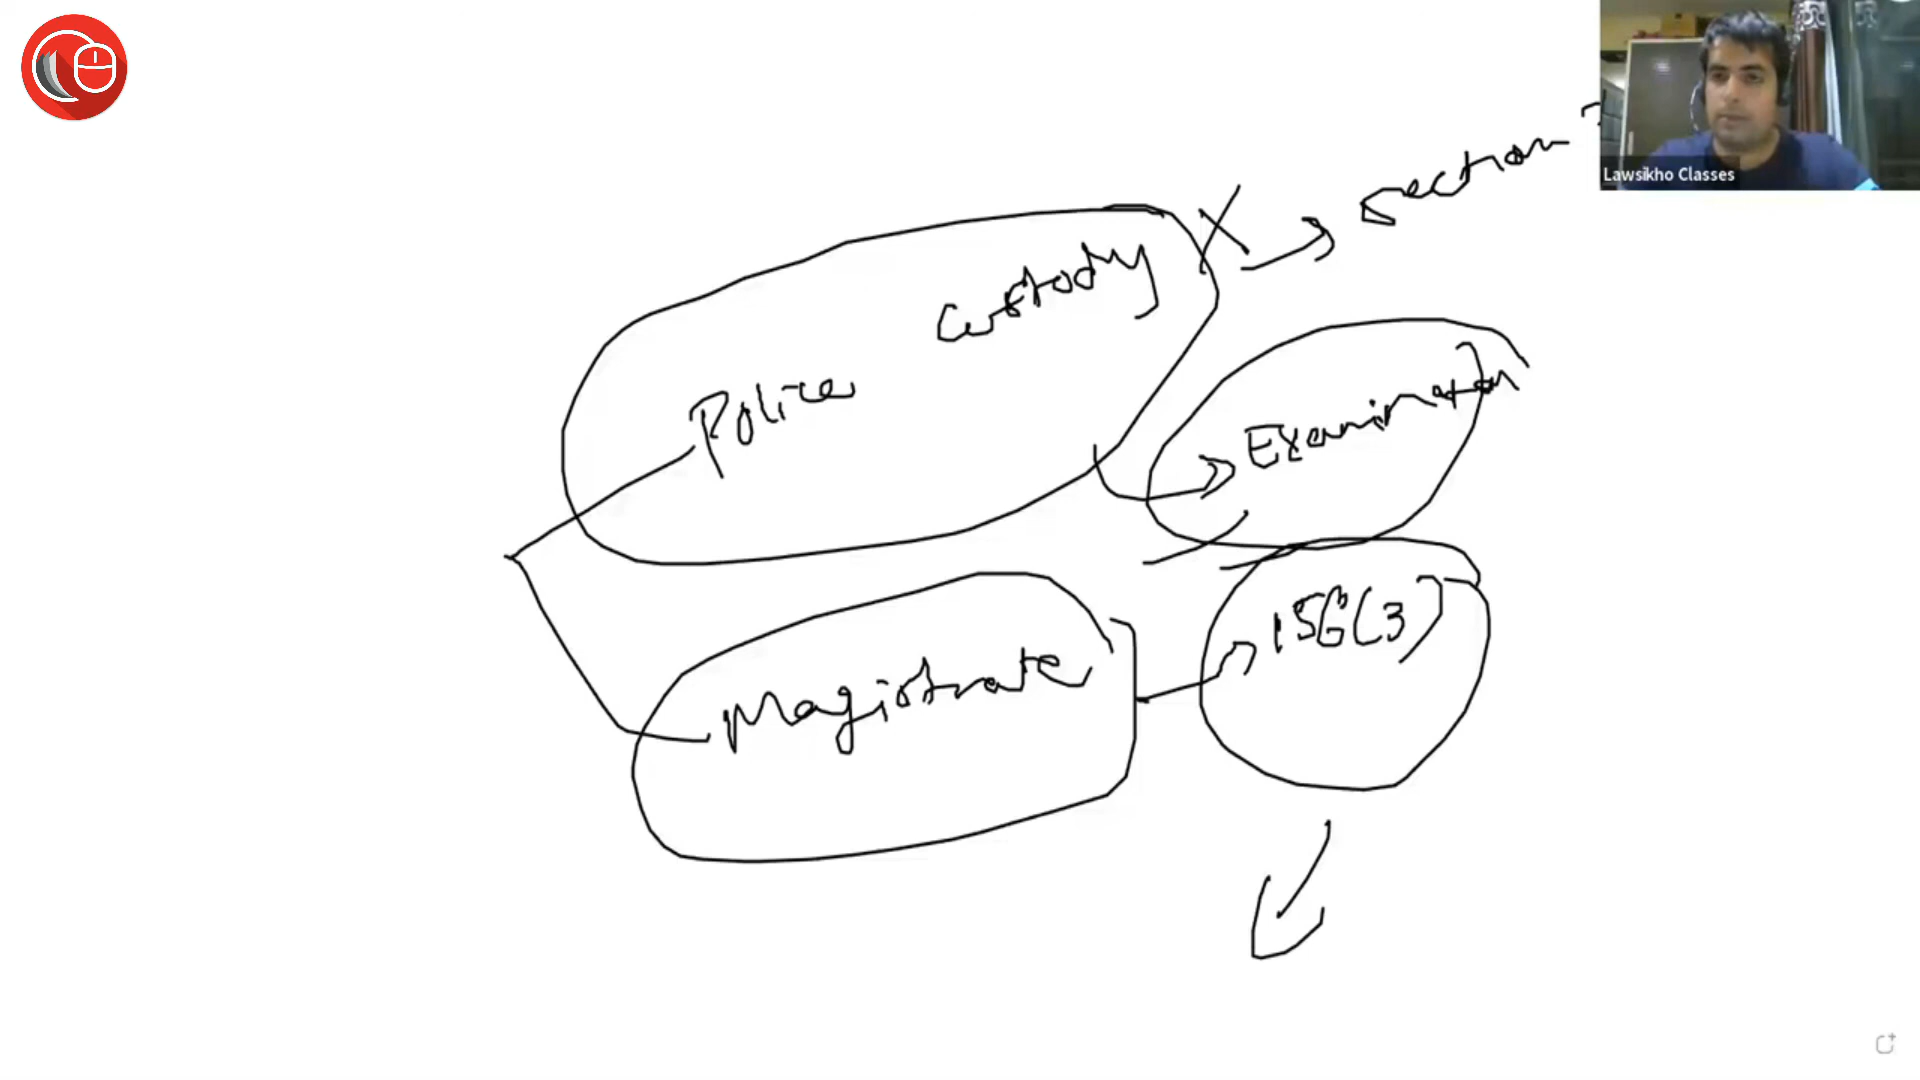 Lawsikho Classes
section
custody
Police
Examination
156(3)
Magistrate